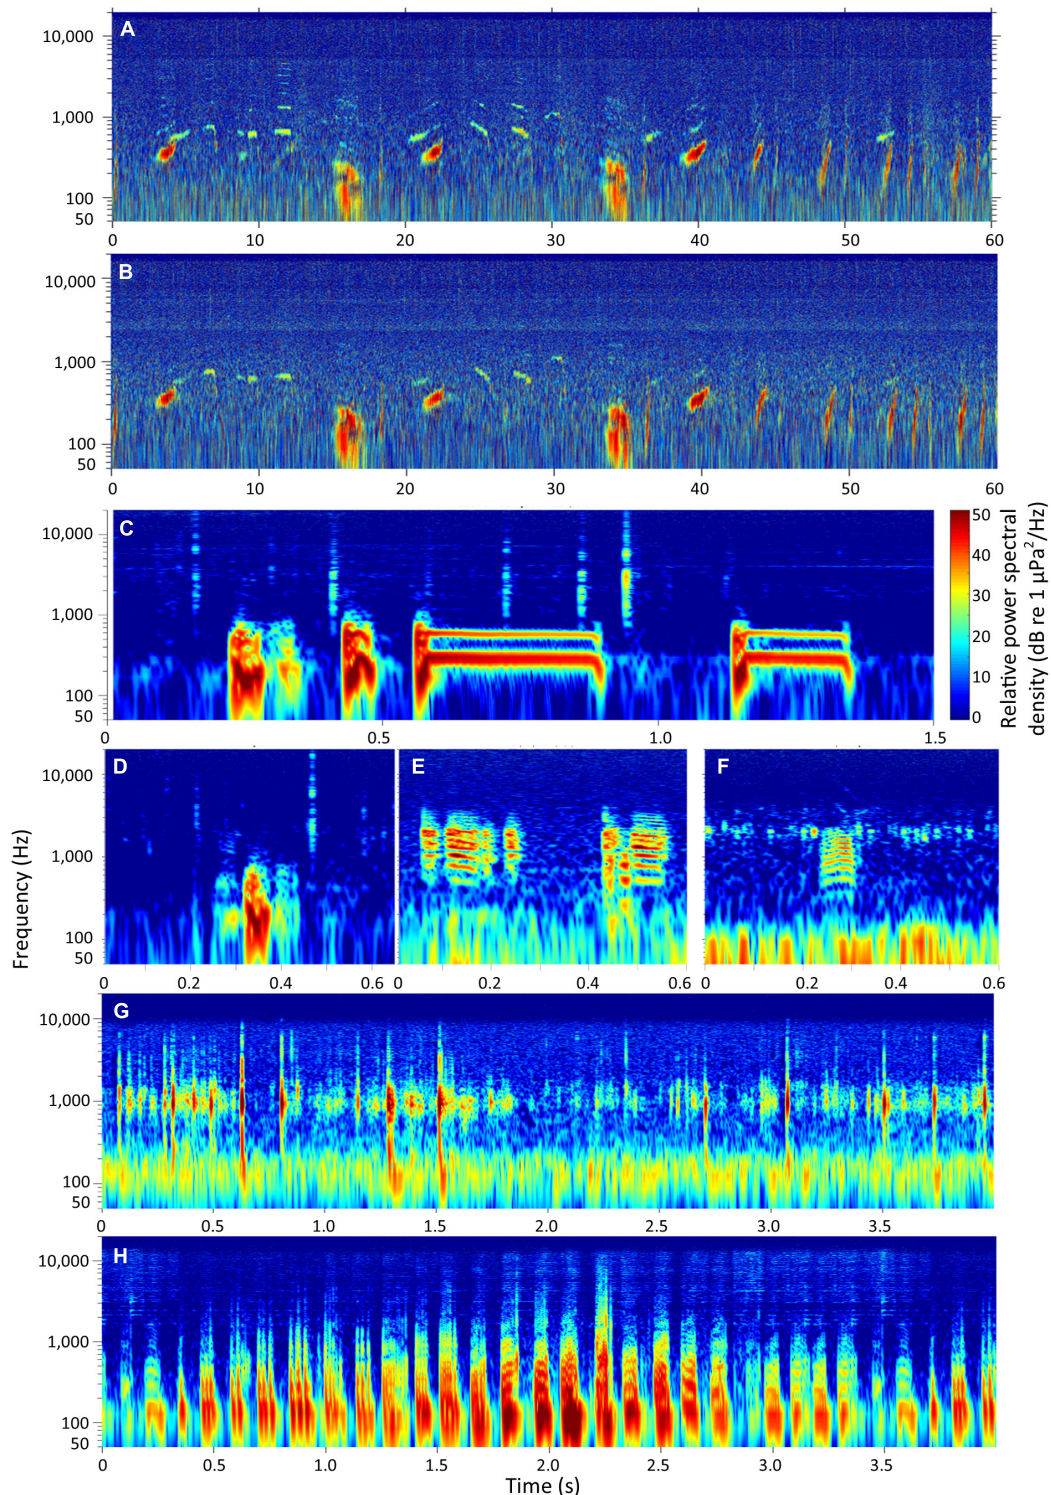 A
10,000
1,000
100
50
0 10 20 30 40 50 60
B
10,000
1,000
100
50
0 10 20 30 40 50 60
C
10,000
1,000
100
50
0 0.5 1.0 1.5
50
40
30
20
10
0
Relative power spectral
density (dB re 1 µPa²/Hz)
Frequency (Hz)
D E F
10,000
1,000
100
50
0 0.2 0.4 0.6 0 0.2 0.4 0.6 0 0.2 0.4 0.6
G
10,000
1,000
100
50
0 0.5 1.0 1.5 2.0 2.5 3.0 3.5
H
10,000
1,000
100
50
0 0.5 1.0 1.5 2.0 2.5 3.0 3.5
Time (s)